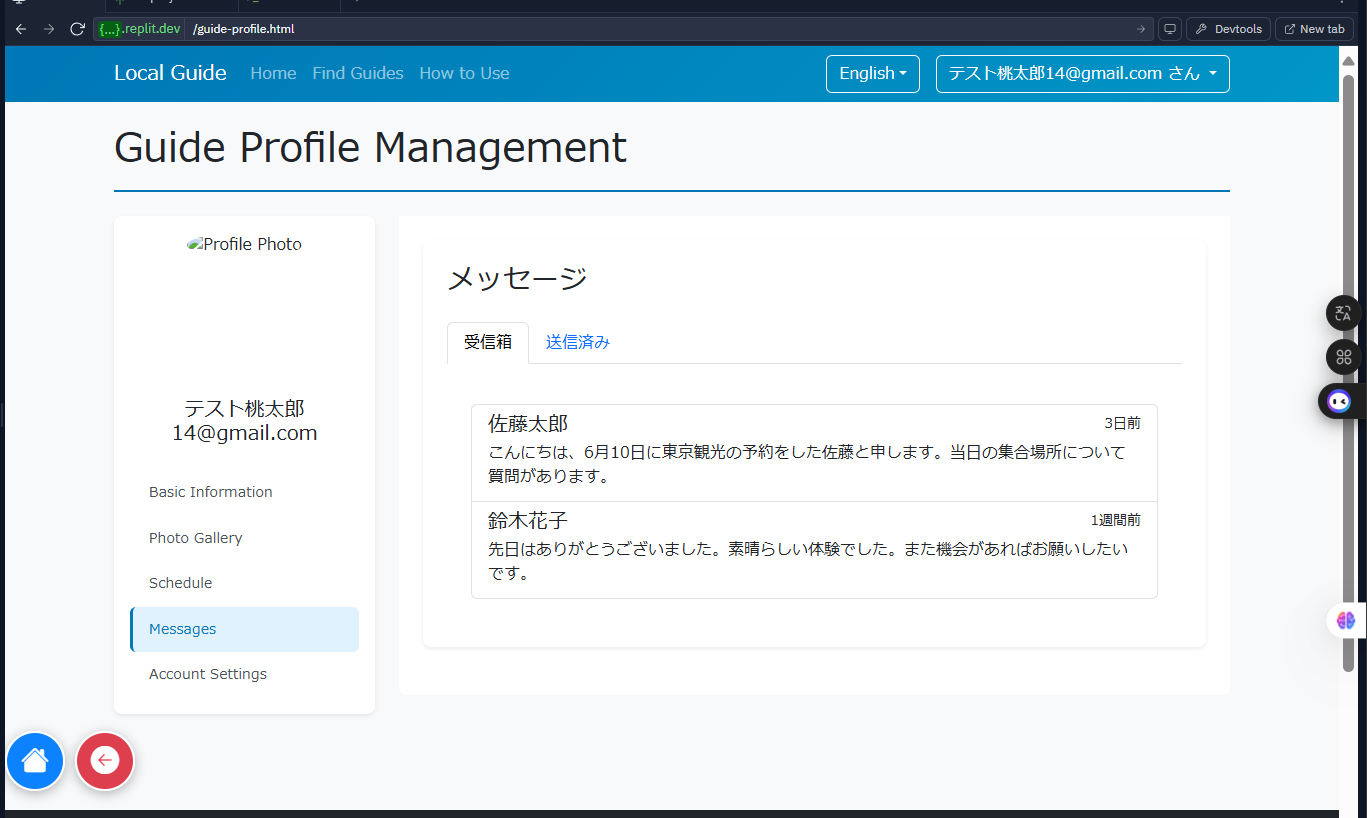 {...}.replit.dev /guide-profile.html
Devtools
New tab
Local Guide Home Find Guides How to Use
English
テスト桃太郎14@gmail.com さん
Guide Profile Management
Profile Photo
テスト桃太郎
14@gmail.com
Basic Information
Photo Gallery
Schedule
Messages
Account Settings
メッセージ
受信箱 送信済み
佐藤太郎 3日前
こんにちは、6月10日に東京観光の予約をした佐藤と申します。当日の集合場所について
質問があります。
鈴木花子 1週間前
先日はありがとうございました。素晴らしい体験でした。また機会があればお願いしたい
です。